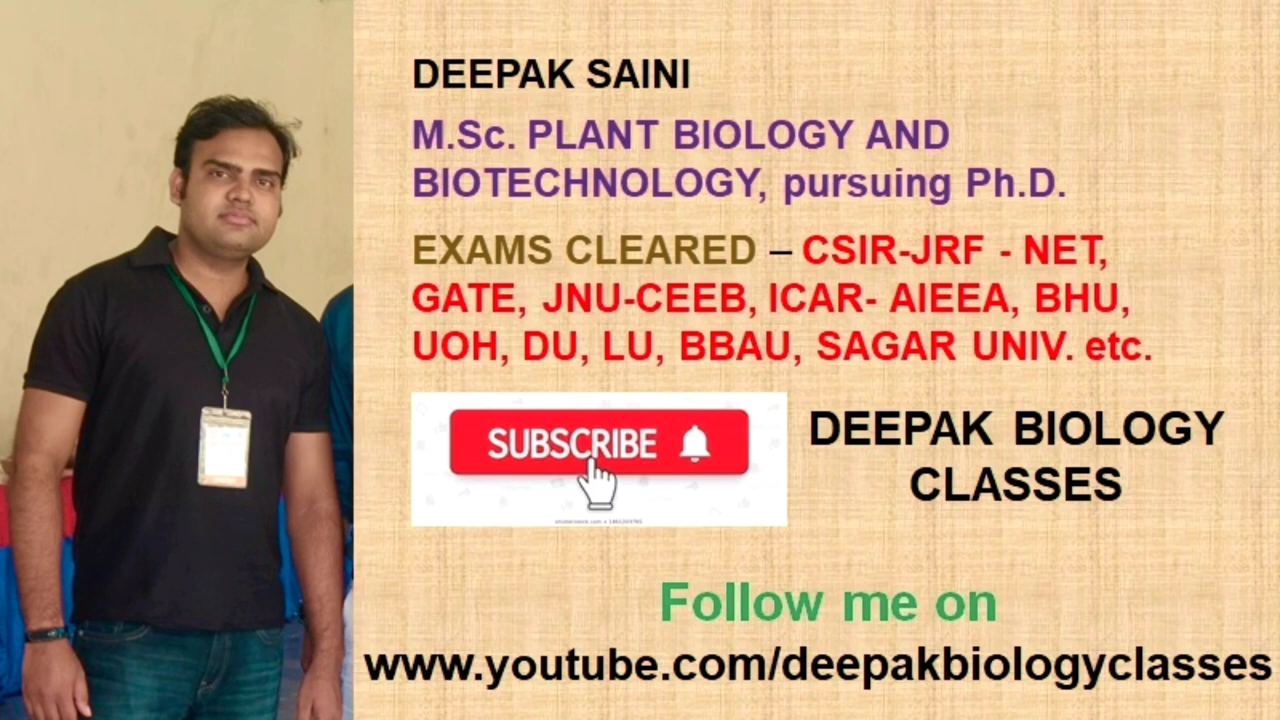 DEEPAK SAINI
M.Sc. PLANT BIOLOGY AND
BIOTECHNOLOGY, pursuing Ph.D.
EXAMS CLEARED – CSIR-JRF - NET,
GATE, JNU-CEEB, ICAR- AIEEA, BHU,
UOH, DU, LU, BBAU, SAGAR UNIV. etc.
SUBSCRIBE
DEEPAK BIOLOGY
CLASSES
Follow me on
www.youtube.com/deepakbiologyclasses